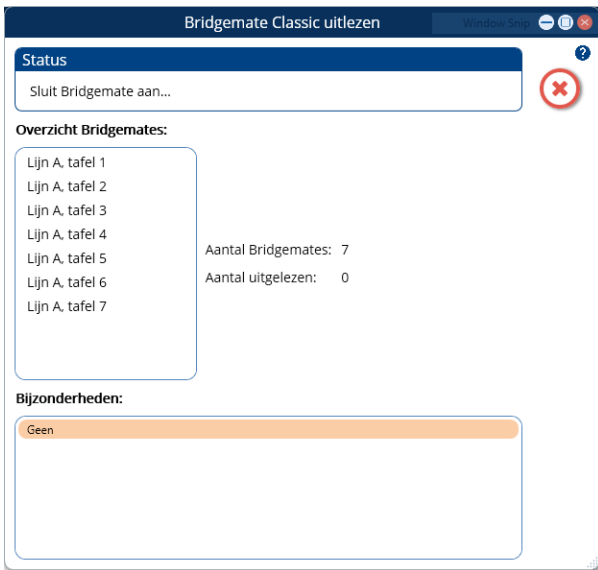 Bridgemate Classic uitlezen
Window Snip
Status
?
Sluit Bridgemate aan...
Overzicht Bridgemates:
Lijn A, tafel 1
Lijn A, tafel 2
Lijn A, tafel 3
Lijn A, tafel 4
Lijn A, tafel 5
Lijn A, tafel 6
Lijn A, tafel 7
Aantal Bridgemates: 7
Aantal uitgelezen: 0
Bijzonderheden:
Geen